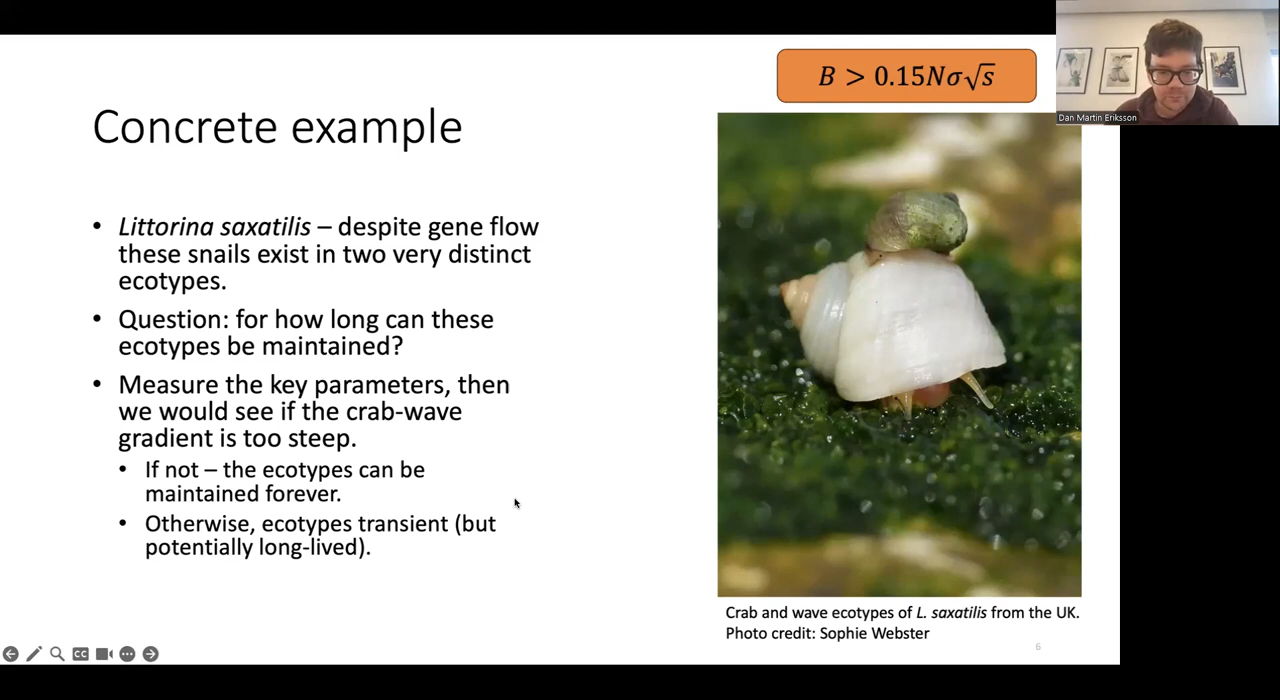 B > 0.15Nσ√s
Dan Martin Eriksson
Concrete example
• Littorina saxatilis – despite gene flow
these snails exist in two very distinct
ecotypes.
• Question: for how long can these
ecotypes be maintained?
• Measure the key parameters, then
we would see if the crab-wave
gradient is too steep.
• If not – the ecotypes can be
maintained forever.
• Otherwise, ecotypes transient (but
potentially long-lived).
Crab and wave ecotypes of L. saxatilis from the UK.
Photo credit: Sophie Webster
6
CC